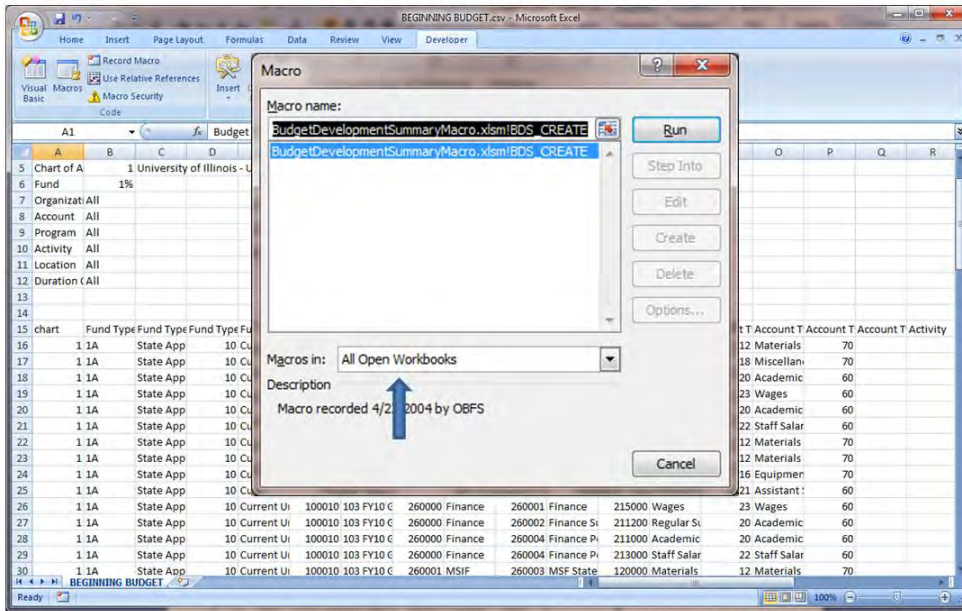 BEGINNING BUDGET.csv - Microsoft Excel
Home Insert Page Layout Formulas Data Review View Developer
Visual Basic
Macros
Record Macro
Use Relative References
Macro Security
Code
Insert
A1 fx Budget
Macro
Macro name:
BudgetDevelopmentSummaryMacro.xlsm!BDS_CREATE
BudgetDevelopmentSummaryMacro.xlsm!BDS_CREATE
Run
Step Into
Edit
Create
Delete
Options...
Macros in: All Open Workbooks
Description
Macro recorded 4/2 2004 by OBFS
Cancel
A B C D O P Q R
5 Chart of A 1 University of Illinois - U
6 Fund 1%
7 Organizati All
8 Account All
9 Program All
10 Activity All
11 Location All
12 Duration ( All
13
14
15 chart Fund Type Fund Type Fund Type Fu t T Account T Account T Account T Activity
16 1 1A State App 10 Cu 12 Materials 70
17 1 1A State App 10 Cu 18 Miscellan 70
18 1 1A State App 10 Cu 20 Academic 60
19 1 1A State App 10 Cu 23 Wages 60
20 1 1A State App 10 Cu 20 Academic 60
21 1 1A State App 10 Cu 22 Staff Salar 60
22 1 1A State App 10 Cu 12 Materials 70
23 1 1A State App 10 Cu 12 Materials 70
24 1 1A State App 10 Cu 16 Equipmen 70
25 1 1A State App 10 Cu 21 Assistant 60
26 1 1A State App 10 Current U 100010 103 FY10 G 260000 Finance 260001 Finance 215000 Wages 23 Wages 60
27 1 1A State App 10 Current U 100010 103 FY10 G 260000 Finance 260002 Finance Su 211200 Regular Su 20 Academic 60
28 1 1A State App 10 Current U 100010 103 FY10 G 260000 Finance 260004 Finance P 211000 Academic 20 Academic 60
29 1 1A State App 10 Current U 100010 103 FY10 G 260000 Finance 260004 Finance P 213000 Staff Salar 22 Staff Salar 60
30 1 1A State App 10 Current U 100010 103 FY10 G 260001 MSIF 260003 MSF State 120000 Materials 12 Materials 70
BEGINNING BUDGET
Ready 100%